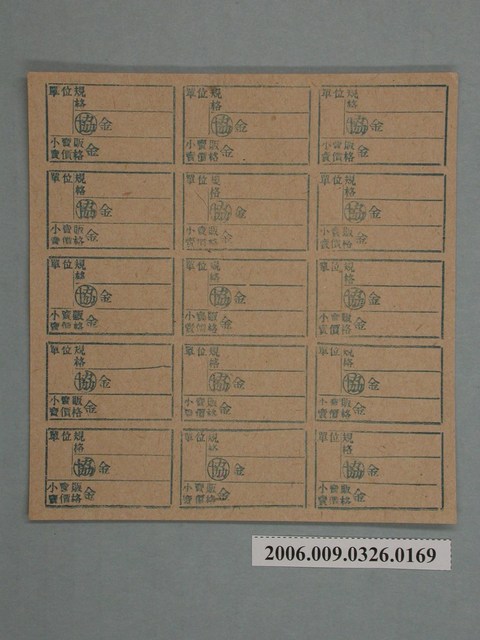 單位規
格
協 金
小賣販
賣價格 金
單位規
格
協 金
小賣販
賣價格 金
單位規
格
協 金
小賣販
賣價格 金
單位規
格
協 金
小賣販
賣價格 金
單位規
格
協 金
小賣販
賣價格 金
單位規
格
協 金
小賣販
賣價格 金
單位規
格
協 金
小賣販
賣價格 金
單位規
格
協 金
小賣販
賣價格 金
單位規
格
協 金
小賣販
賣價格 金
單位規
格
協 金
小賣販
賣價格 金
單位規
格
協 金
小賣販
賣價格 金
單位規
格
協 金
小賣販
賣價格 金
單位規
格
協 金
小賣販
賣價格 金
單位規
格
協 金
小賣販
賣價格 金
單位規
格
協 金
小賣販
賣價格 金
2006.009.0326.0169